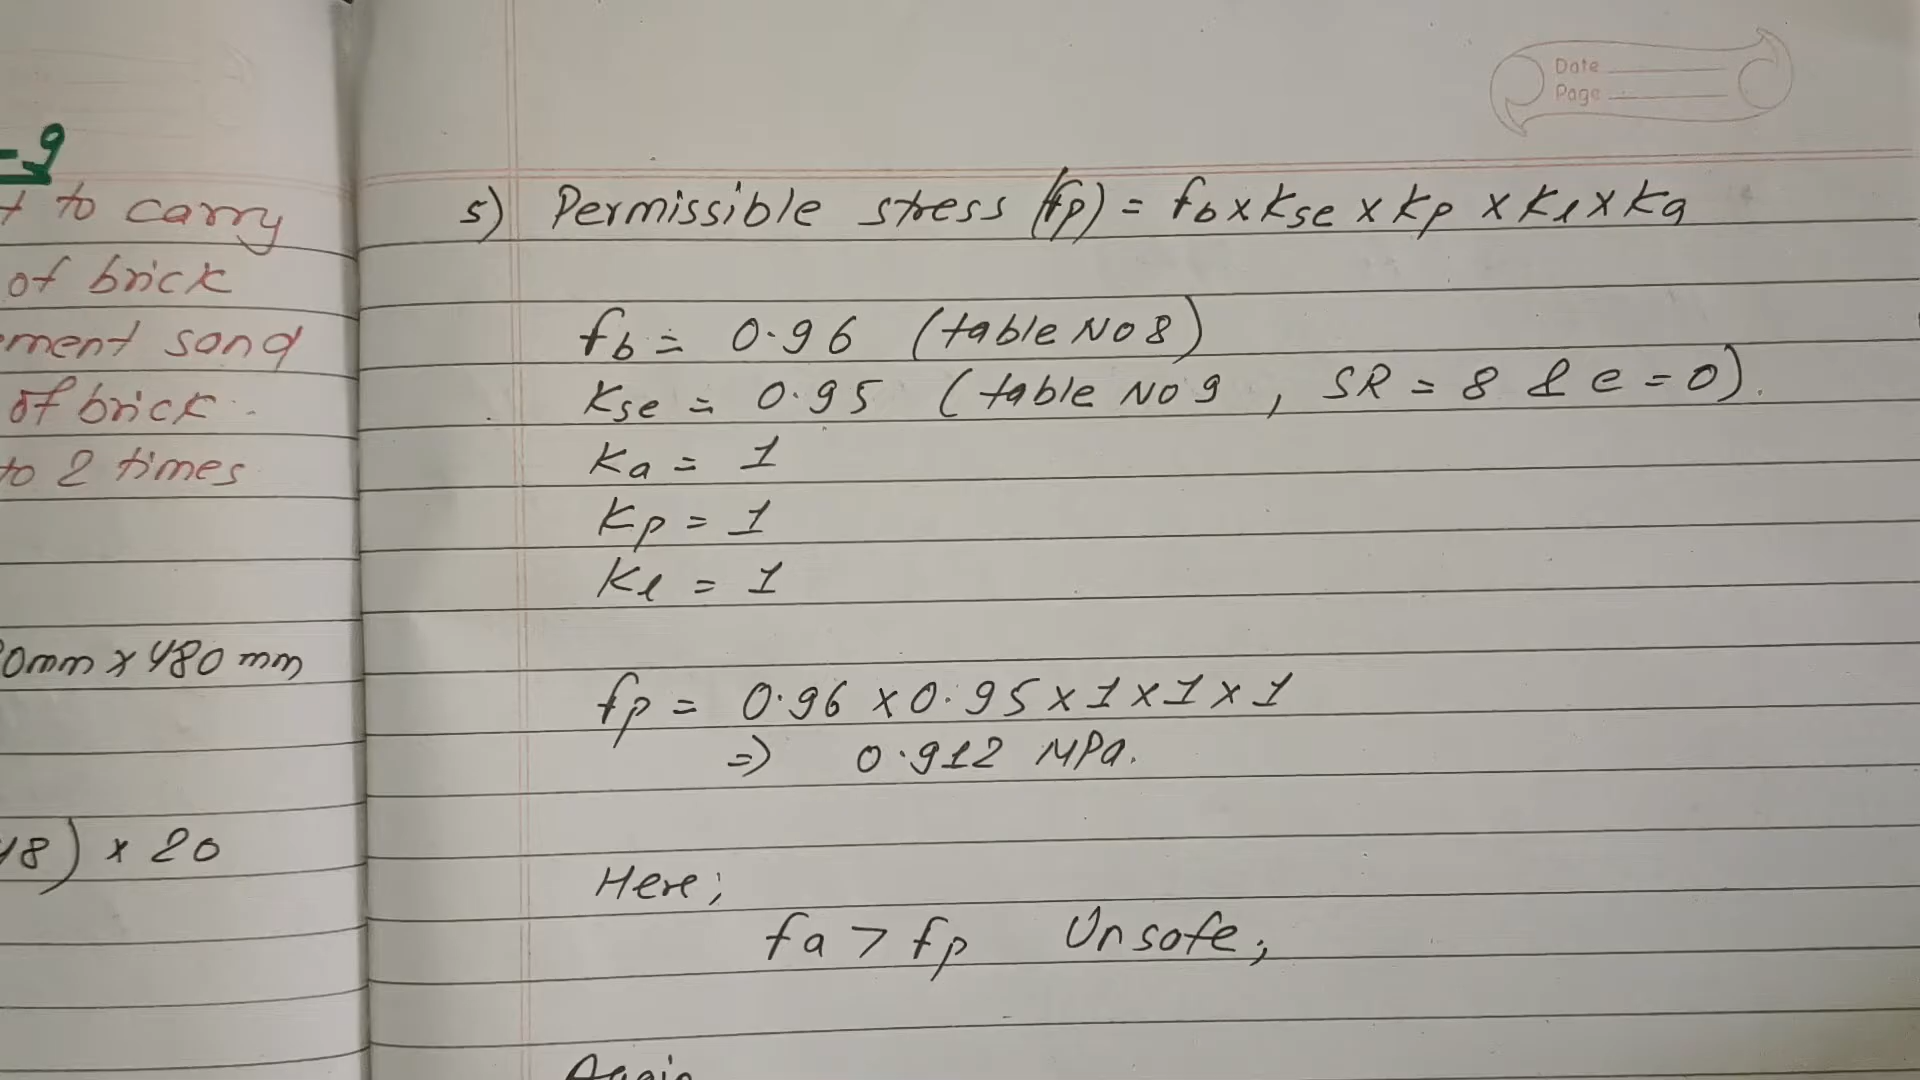 -9
to carry
of brick
sand
of brick.
to 2 times
0mm x 480 mm
48) x 20
Date
Page
5) Permissible stress (fp) = fb x Kse x Kp x Kl x Ka
fb = 0.96 (table No 8)
Kse = 0.95 (table No 9, SR = 8 & e = 0).
Ka = 1
Kp = 1
Kl = 1
fp = 0.96 x 0.95 x 1 x 1 x 1
=> 0.912 MPa.
Here;
fa > fp Unsafe;
Again